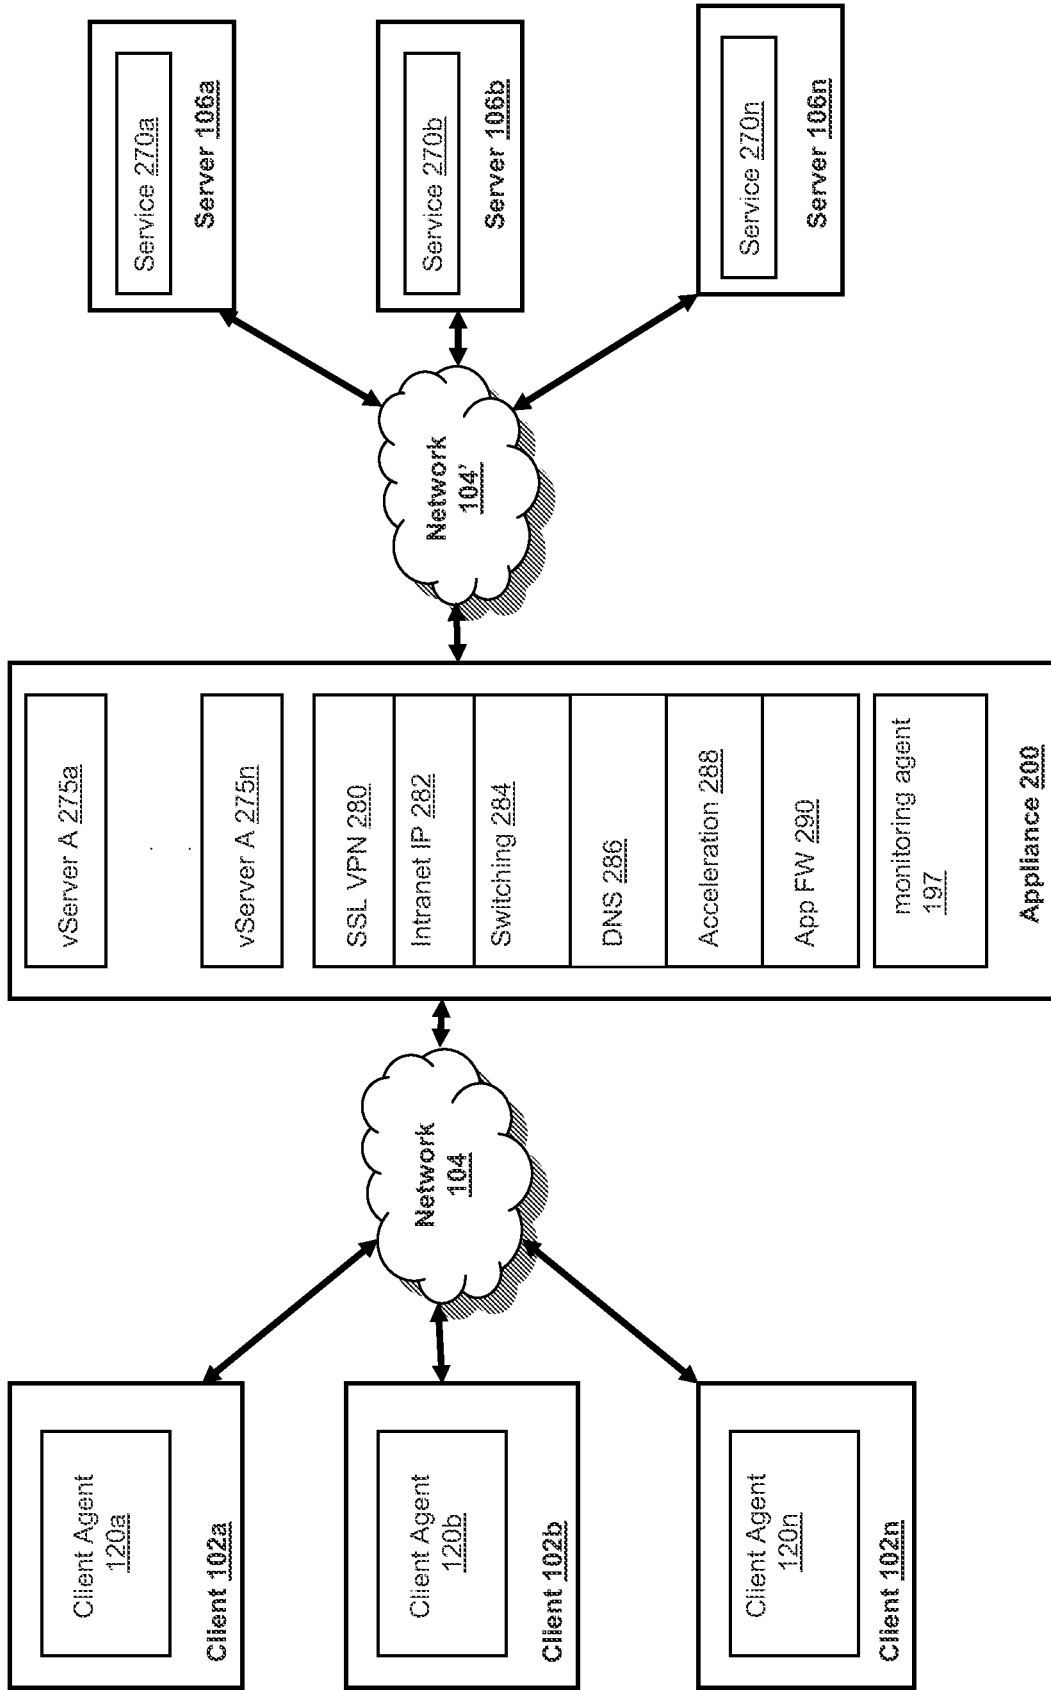 Client Agent
120a
Client 102a
Client Agent
120b
Client 102b
Client Agent
120n
Client 102n
Network
104
vServer A 275a
vServer A 275n
SSL VPN 280
Intranet IP 282
Switching 284
DNS 286
Acceleration 288
App FW 290
monitoring agent
197
Appliance 200
Network
104'
Service 270a
Server 106a
Service 270b
Server 106b
Service 270n
Server 106n